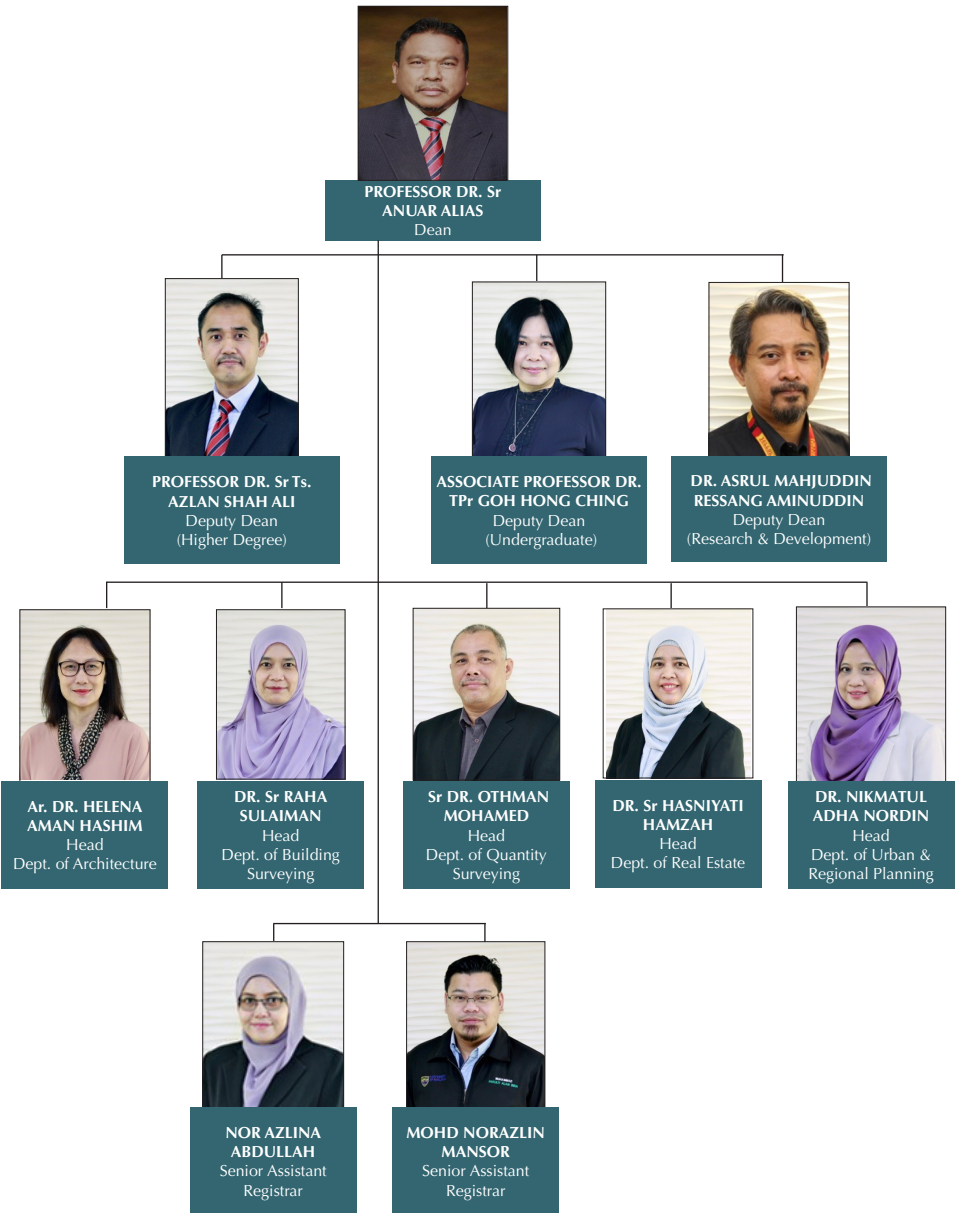 PROFESSOR DR. Sr
ANUAR ALIAS
Dean
PROFESSOR DR. Sr Ts.
AZLAN SHAH ALI
Deputy Dean
(Higher Degree)
ASSOCIATE PROFESSOR DR.
TPr GOH HONG CHING
Deputy Dean
(Undergraduate)
DR. ASRUL MAHJUDDIN
RESSANG AMINUDDIN
Deputy Dean
(Research & Development)
Ar. DR. HELENA
AMAN HASHIM
Head
Dept. of Architecture
DR. Sr RAHA
SULAIMAN
Head
Dept. of Building
Surveying
Sr DR. OTHMAN
MOHAMED
Head
Dept. of Quantity
Surveying
DR. Sr HASNIYATI
HAMZAH
Head
Dept. of Real Estate
DR. NIKMATUL
ADHA NORDIN
Head
Dept. of Urban &
Regional Planning
NOR AZLINA
ABDULLAH
Senior Assistant
Registrar
MOHD NORAZLIN
MANSOR
Senior Assistant
Registrar